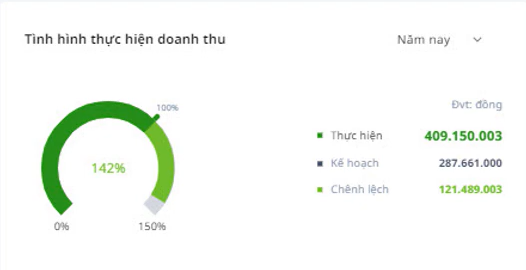 Tình hình thực hiện doanh thu
Năm nay
Đvt: đồng
100%
142%
0%
150%
Thực hiện 409.150.003
Kế hoạch 287.661.000
Chênh lệch 121.489.003